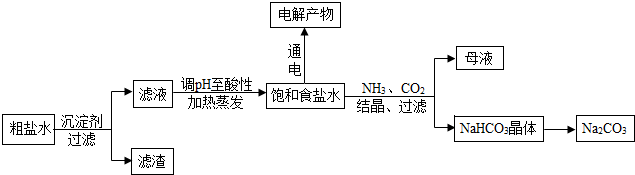 电解产物
通电
母液
滤液
调pH至酸性
加热蒸发
饱和食盐水
NH3、CO2
结晶、过滤
粗盐水
沉淀剂
过滤
NaHCO3晶体
Na2CO3
滤渣